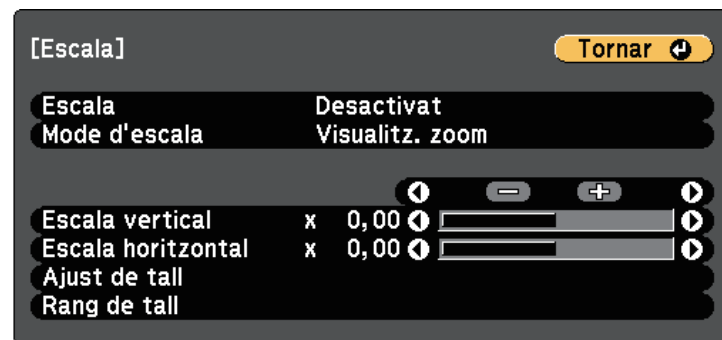 [Escala] Tornar
Escala Desactivat
Mode d'escala Visualitz. zoom
Escala vertical x 0,00
Escala horitzontal x 0,00
Ajust de tall
Rang de tall